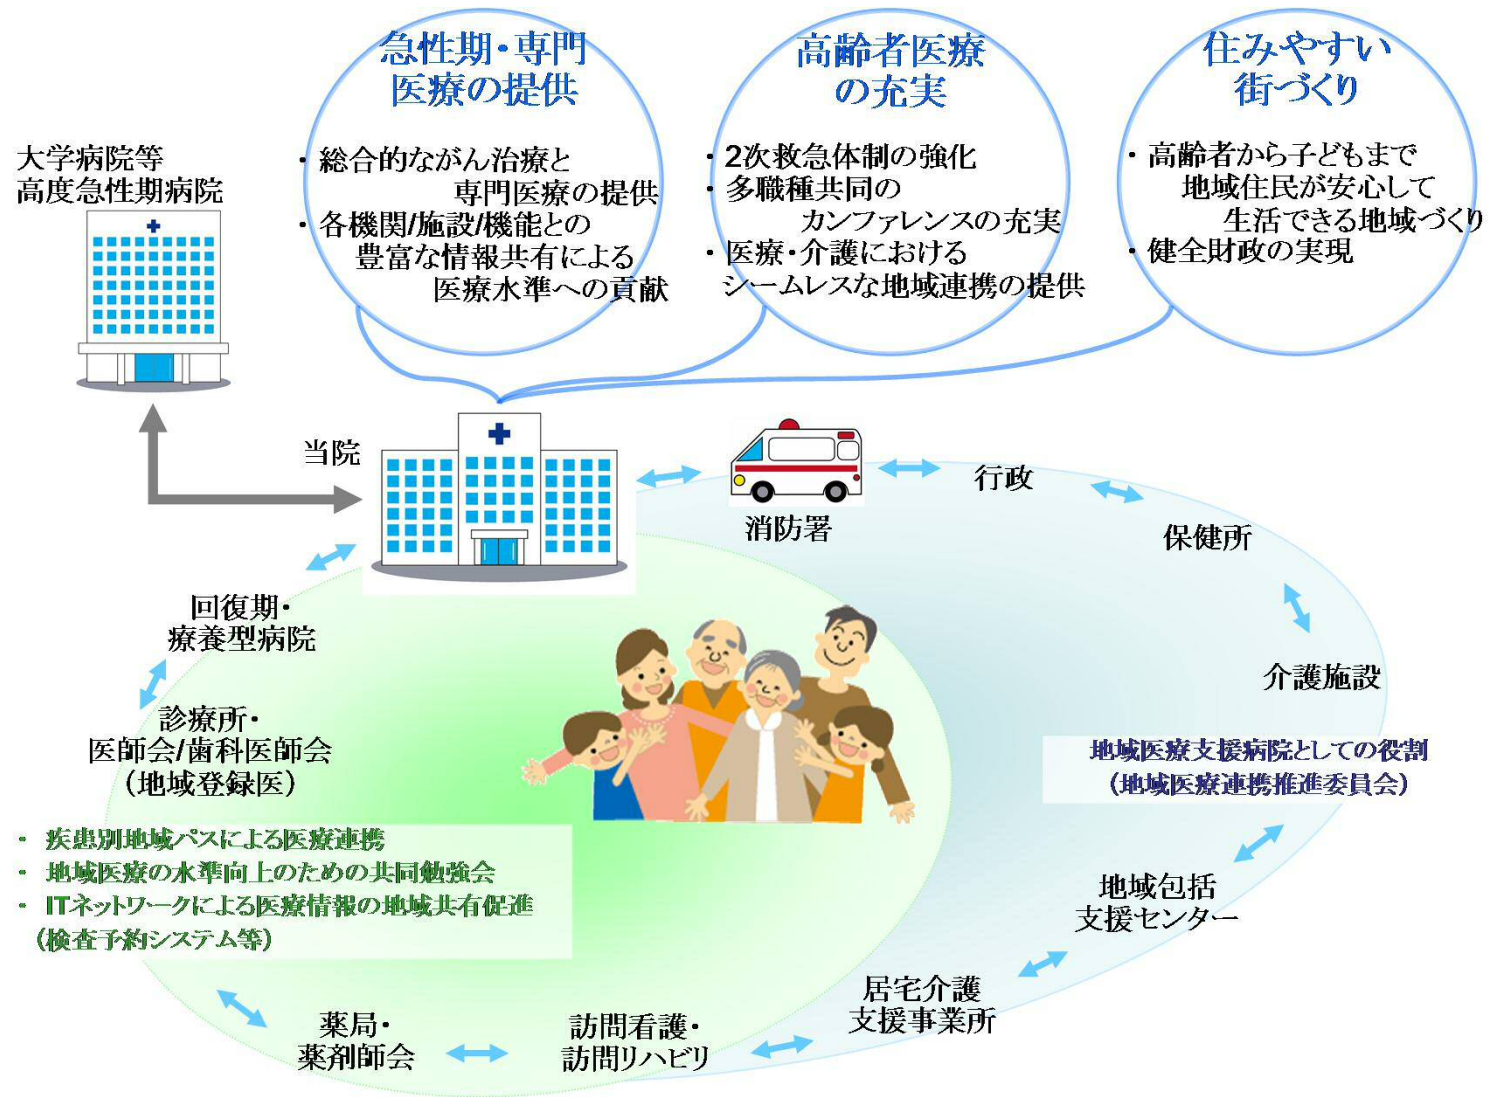 急性期・専門
医療の提供
・ 総合的ながん治療と
専門医療の提供
・ 各機関/施設/機能との
豊富な情報共有による
医療水準への貢献
高齢者医療
の充実
・ 2次救急体制の強化
・ 多職種共同の
カンファレンスの充実
・ 医療・介護における
シームレスな地域連携の提供
住みやすい
街づくり
・ 高齢者から子どもまで
地域住民が安心して
生活できる地域づくり
・ 健全財政の実現
大学病院等
高度急性期病院
当院
消防署
行政
保健所
介護施設
地域医療支援病院としての役割
（地域医療連携推進委員会）
地域包括
支援センター
居宅介護
支援事業所
訪問看護・
訪問リハビリ
薬局・
薬剤師会
回復期・
療養型病院
診療所・
医師会/歯科医師会
（地域登録医）
・ 疾患別地域パスによる医療連携
・ 地域医療の水準向上のための共同勉強会
・ ITネットワークによる医療情報の地域共有促進
（検査予約システム等）